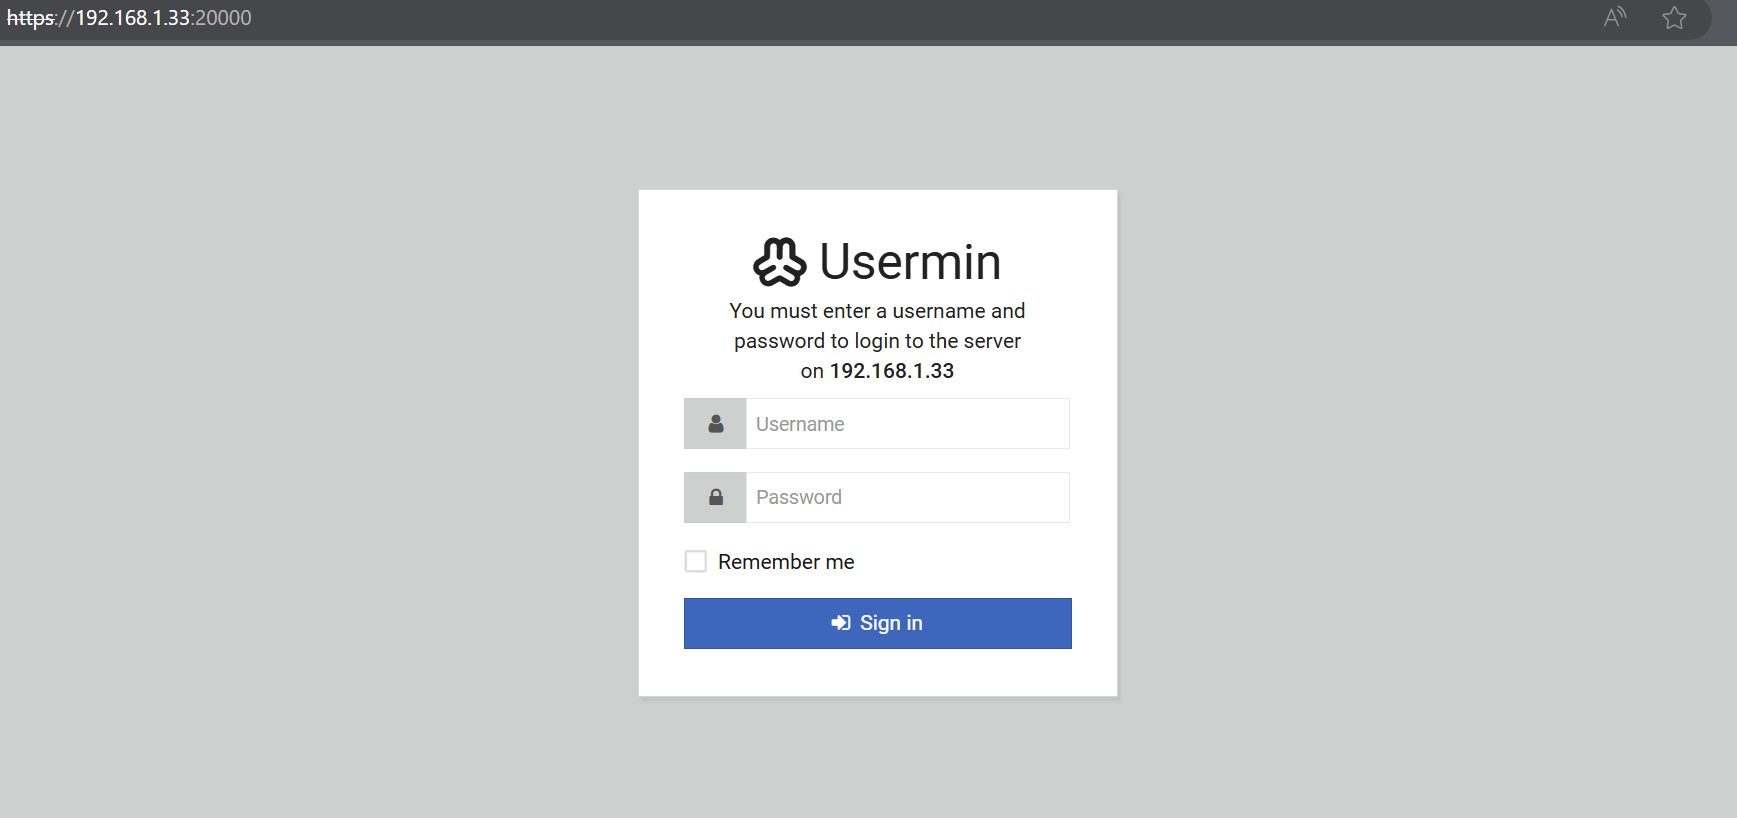 https://192.168.1.33:20000
Usermin
You must enter a username and
password to login to the server
on 192.168.1.33
Username
Password
Remember me
Sign in